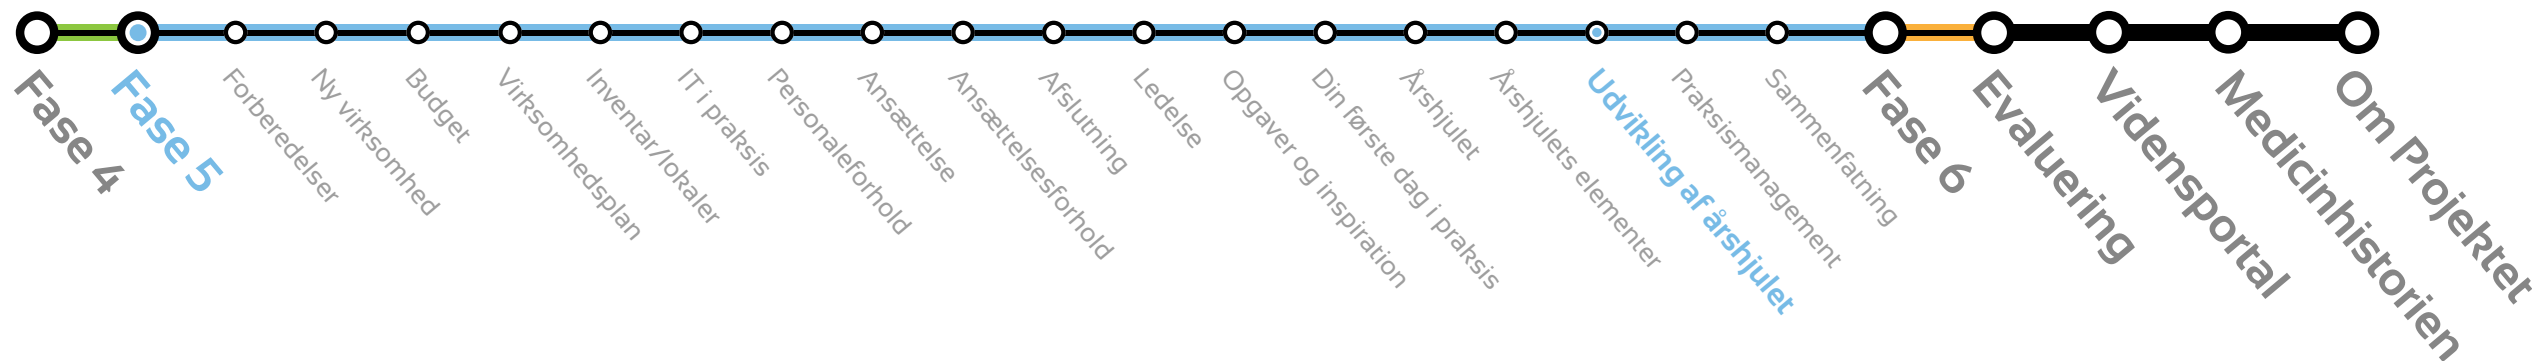 Fase 4
Fase 5
Forberedelser
Ny virksomhed
Budget
Virksomhedsplan
Inventar/lokaler
IT i praksis
Personaleforhold
Ansættelse
Ansættelsesforhold
Afslutning
Ledelse
Opgaver og inspiration
Din første dag i praksis
Årshjulet
Årshjulets elementer
Udvikling af årshjulet
Praksismanagement
Sammenfatning
Fase 6
Evaluering
Vidensportal
Medicinhistorien
Om Projektet